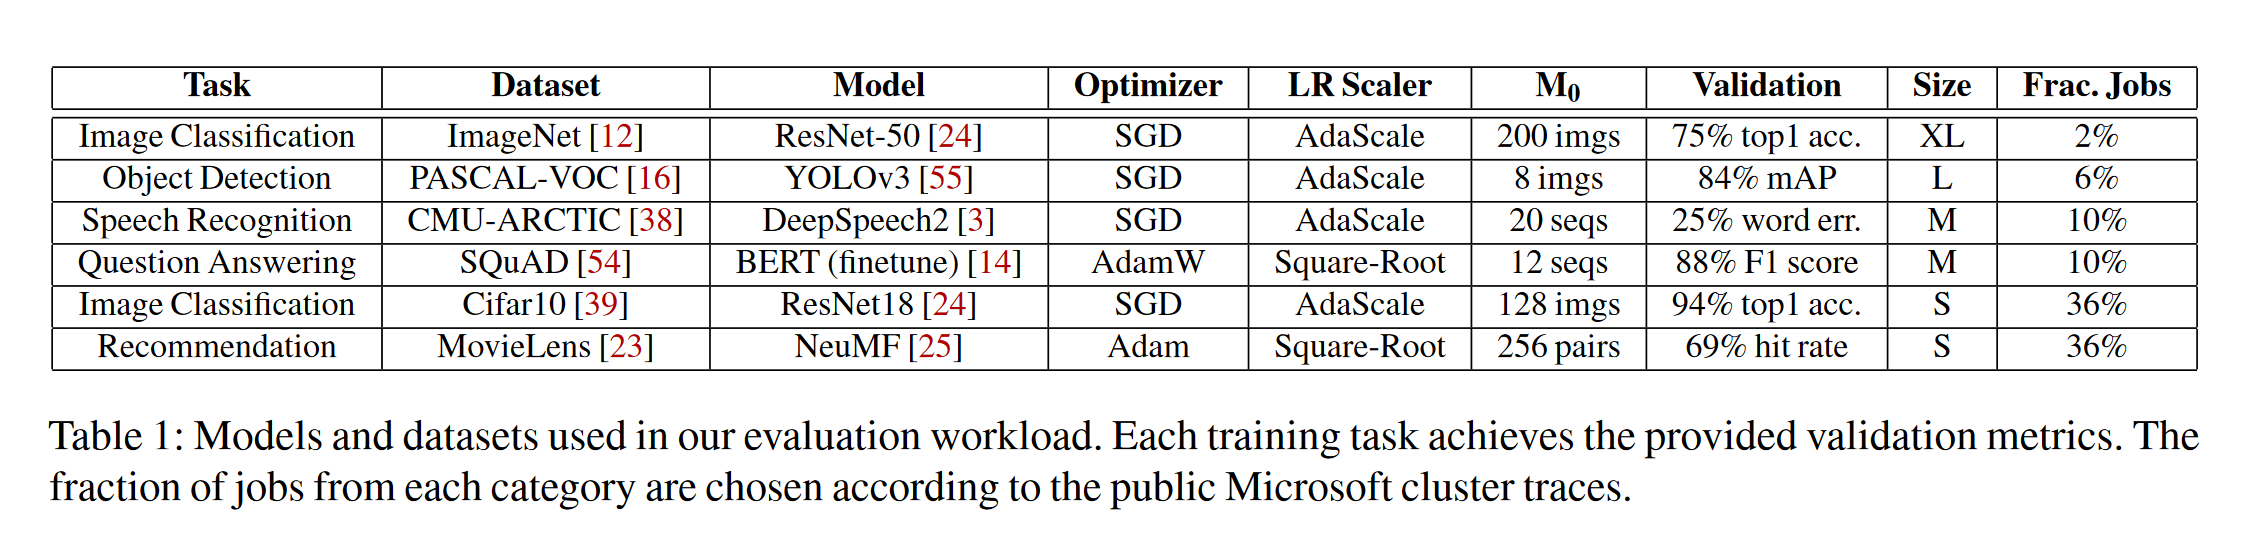 Task Dataset Model Optimizer LR Scaler M0 Validation Size Frac. Jobs
Image Classification ImageNet [12] ResNet-50 [24] SGD AdaScale 200 imgs 75% top1 acc. XL 2%
Object Detection PASCAL-VOC [16] YOLOv3 [55] SGD AdaScale 8 imgs 84% mAP L 6%
Speech Recognition CMU-ARCTIC [38] DeepSpeech2 [3] SGD AdaScale 20 seqs 25% word err. M 10%
Question Answering SQuAD [54] BERT (finetune) [14] AdamW Square-Root 12 seqs 88% F1 score M 10%
Image Classification Cifar10 [39] ResNet18 [24] SGD AdaScale 128 imgs 94% top1 acc. S 36%
Recommendation MovieLens [23] NeuMF [25] Adam Square-Root 256 pairs 69% hit rate S 36%
Table 1: Models and datasets used in our evaluation workload. Each training task achieves the provided validation metrics. The
fraction of jobs from each category are chosen according to the public Microsoft cluster traces.